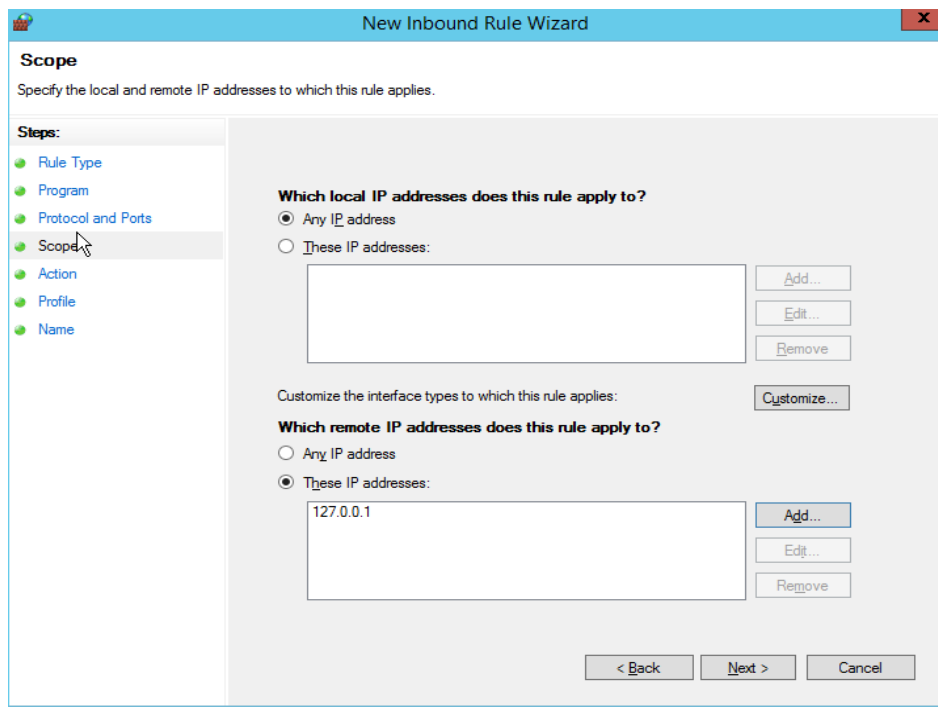 New Inbound Rule Wizard
x
Scope
Specify the local and remote IP addresses to which this rule applies.
Steps:
Rule Type
Program
Protocol and Ports
Scope
Action
Profile
Name
Which local IP addresses does this rule apply to?
Any IP address
These IP addresses:
Add...
Edit...
Remove
Customize the interface types to which this rule applies:
Customize...
Which remote IP addresses does this rule apply to?
Any IP address
These IP addresses:
127.0.0.1
Add...
Edit...
Remove
< Back
Next >
Cancel